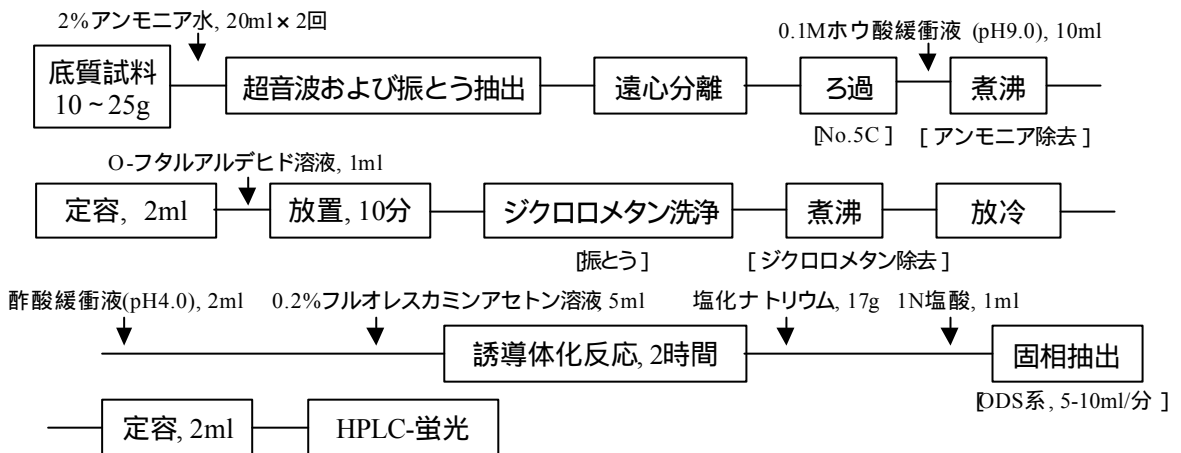 2%アンモニア水, 20ml×2回
0.1Mホウ酸緩衝液 (pH9.0), 10ml
底質試料
10~25g
超音波および振とう抽出
遠心分離
ろ過
煮沸
[No.5C]
[アンモニア除去]
O-フタルアルデヒド溶液, 1ml
定容, 2ml
放置, 10分
ジクロロメタン洗浄
煮沸
放冷
[振とう]
[ジクロロメタン除去]
酢酸緩衝液(pH4.0), 2ml
0.2%フルオレスカミンアセトン溶液 5ml
塩化ナトリウム, 17g
1N塩酸, 1ml
誘導体化反応, 2時間
固相抽出
[ODS系, 5-10ml/分]
定容, 2ml
HPLC-蛍光